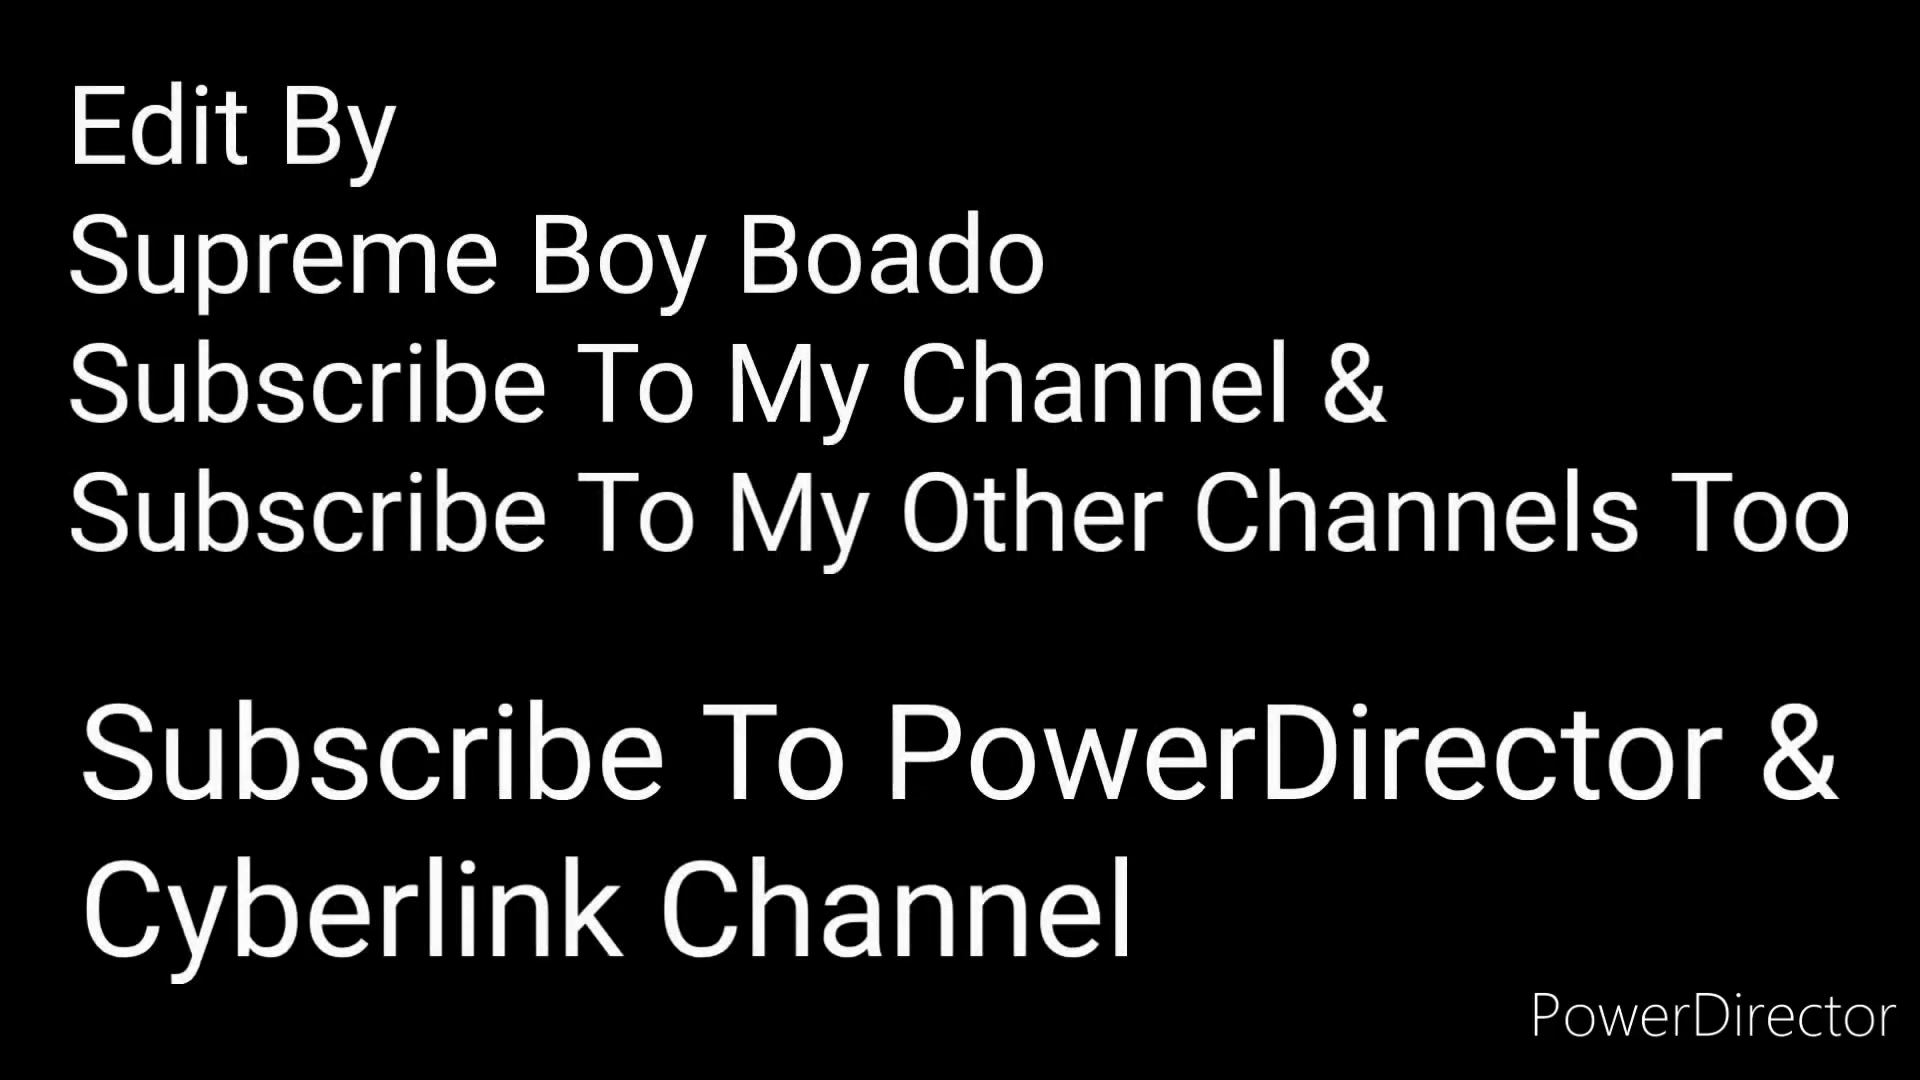 Edit By
Supreme Boy Boado
Subscribe To My Channel &
Subscribe To My Other Channels Too
Subscribe To PowerDirector &
Cyberlink Channel
PowerDirector